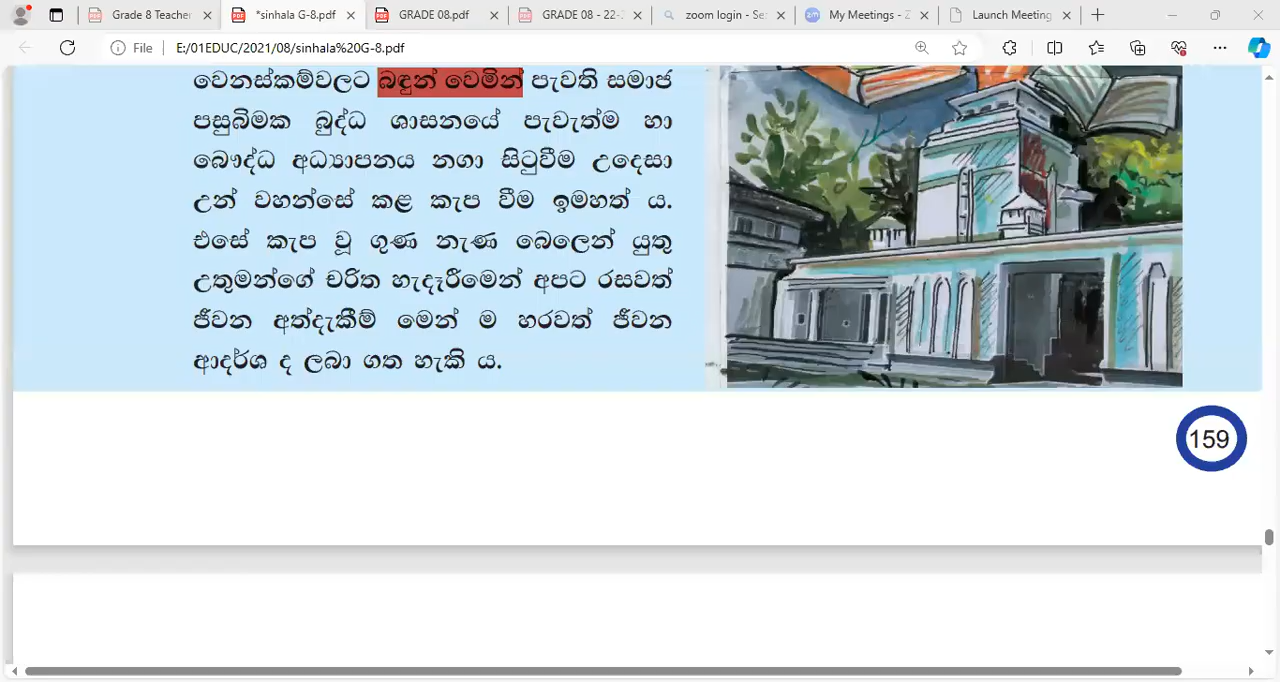 Grade 8 Teacher
*sinhala G-8.pdf
GRADE 08.pdf
GRADE 08 - 22-
zoom login - Se
My Meetings - Z
Launch Meeting
File
E:/01EDUC/2021/08/sinhala%20G-8.pdf
වෙනස්කම්වලට බඳුන් වෙමින් පැවති සමාජ
පසුබිමක බුද්ධ ශාසනයේ පැවැත්ම හා
බෞද්ධ අධ්‍යාපනය නගා සිටුවීම උදෙසා
උන් වහන්සේ කළ කැප වීම ඉමහත් ය.
එසේ කැප වූ ගුණ නැණ බෙලෙන් යුතු
උතුමන්ගේ චරිත හැදෑරීමෙන් අපට රසවත්
ජීවන අත්දැකීම් මෙන් ම හරවත් ජීවන
ආදර්ශ ද ලබා ගත හැකි ය.
159